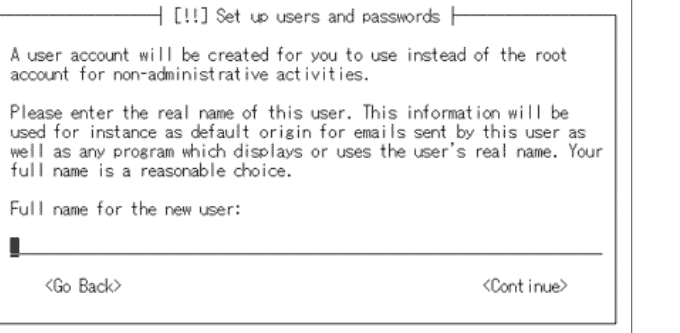 [!!] Set up users and passwords
A user account will be created for you to use instead of the root
account for non-administrative activities.
Please enter the real name of this user. This information will be
used for instance as default origin for emails sent by this user as
well as any program which displays or uses the user's real name. Your
full name is a reasonable choice.
Full name for the new user:
<Go Back> <Continue>